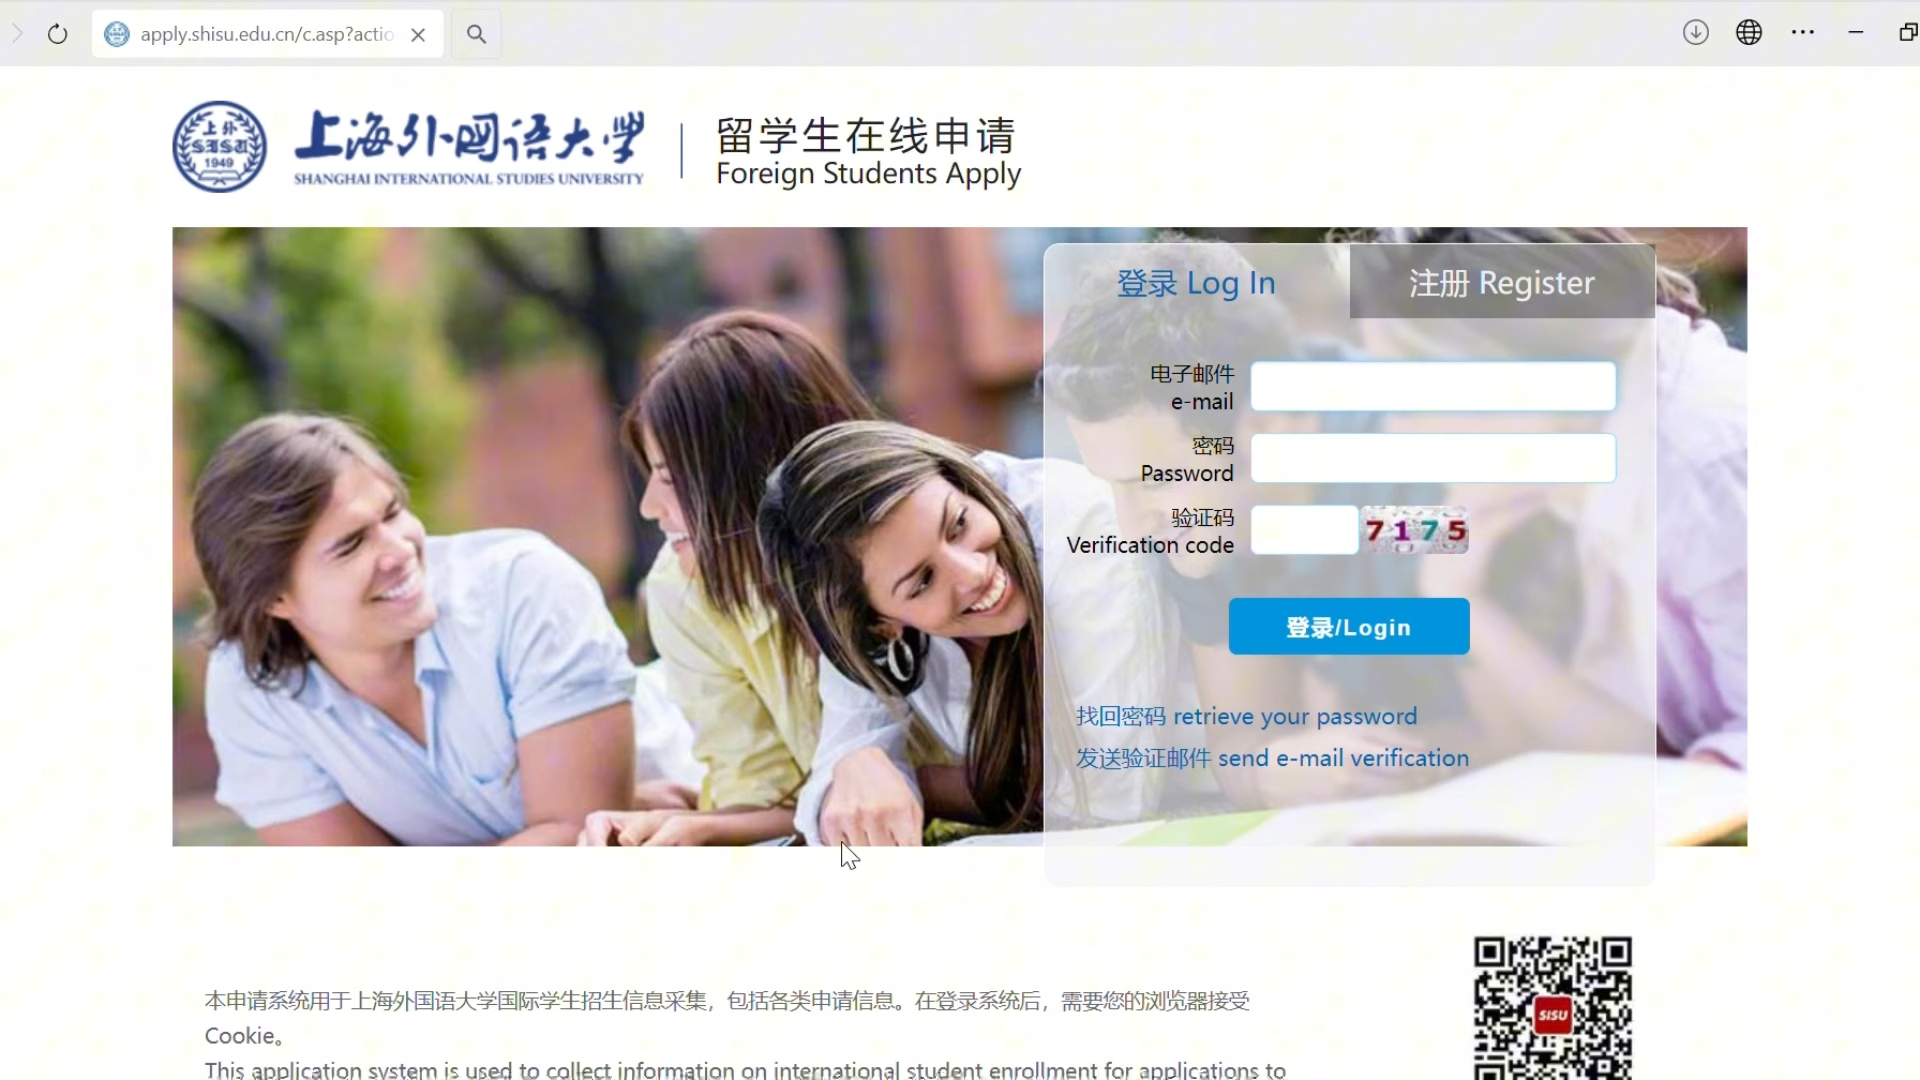 apply.shisu.edu.cn/c.asp?actio
上海外国语大学
SHANGHAI INTERNATIONAL STUDIES UNIVERSITY
上外
SISU
1949
留学生在线申请
Foreign Students Apply
登录 Log In
注册 Register
电子邮件
e-mail
密码
Password
验证码
Verification code
7175
登录/Login
找回密码 retrieve your password
发送验证邮件 send e-mail verification
本申请系统用于上海外国语大学国际学生招生信息采集，包括各类申请信息。在登录系统后，需要您的浏览器接受
Cookie。
This application system is used to collect information on international student enrollment for applications to
SISU